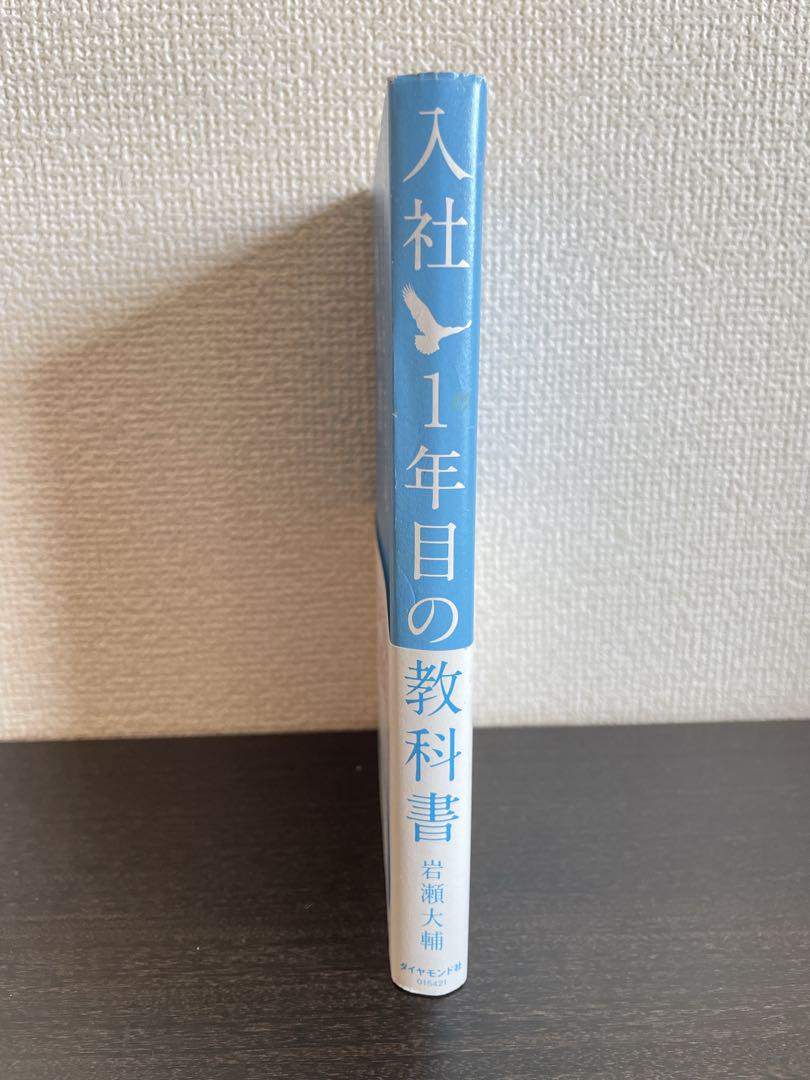 入社1年目の教科書
岩瀬大輔
ダイヤモンド社
015421